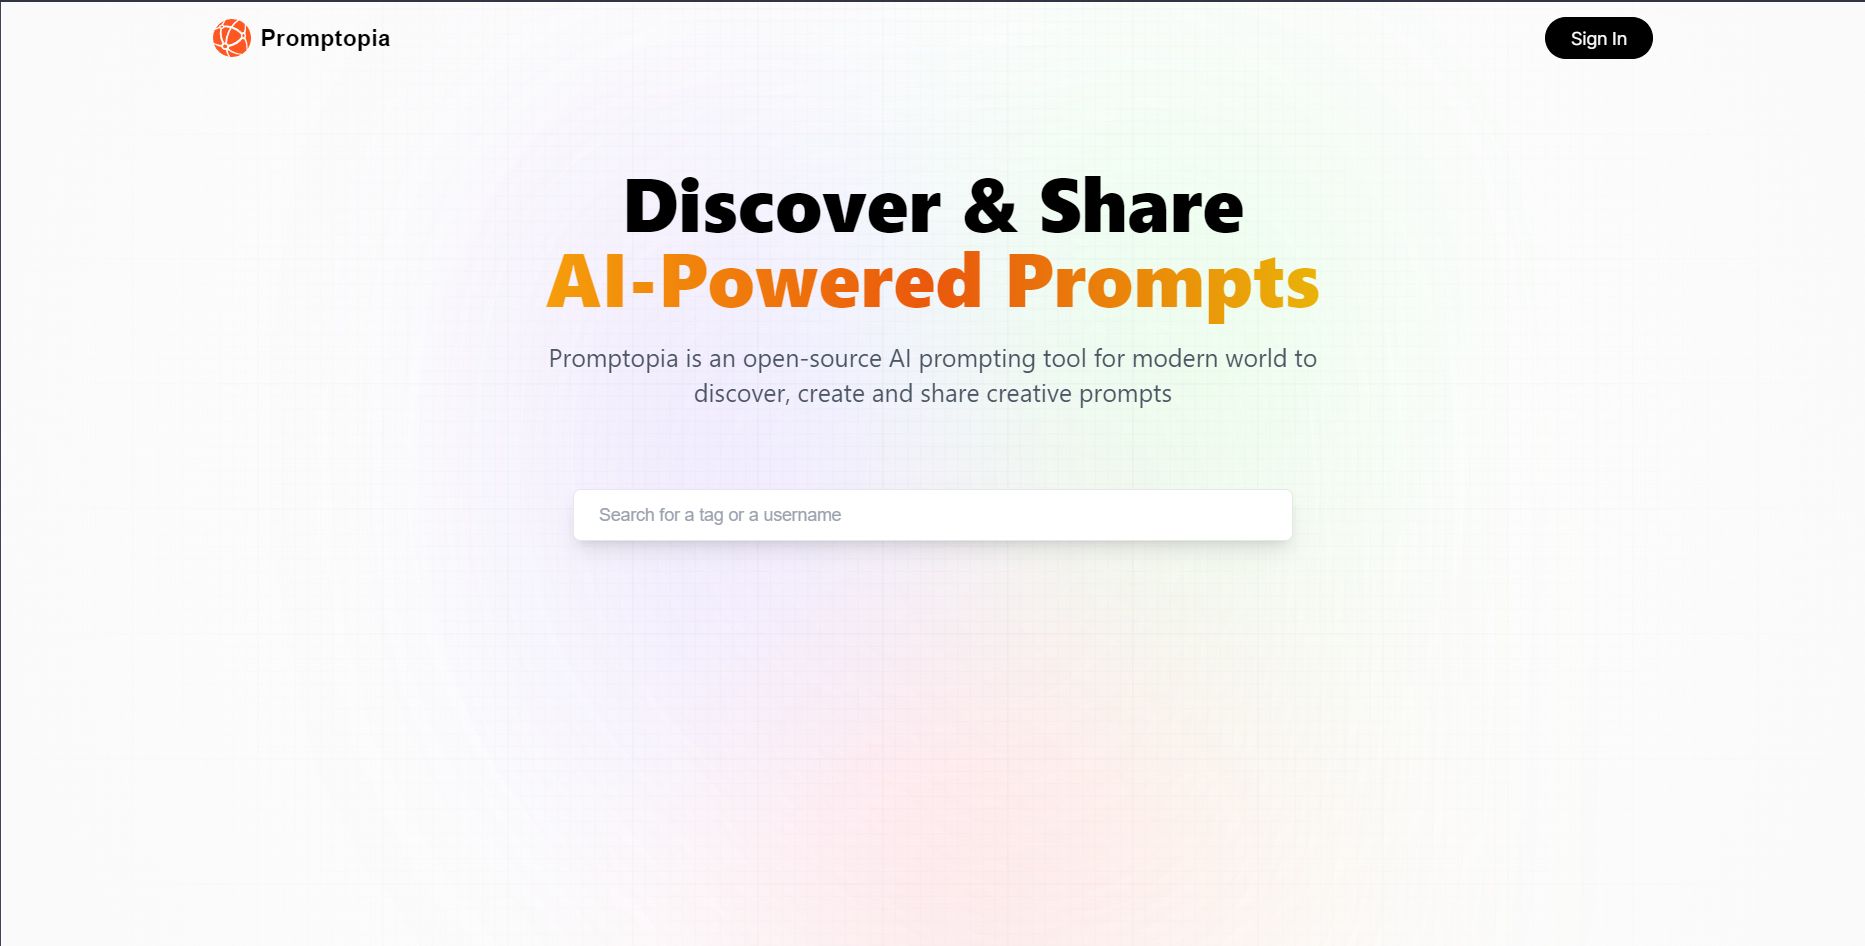 Promptopia
Sign In
Discover & Share
AI-Powered Prompts
Promptopia is an open-source AI prompting tool for modern world to
discover, create and share creative prompts
Search for a tag or a username